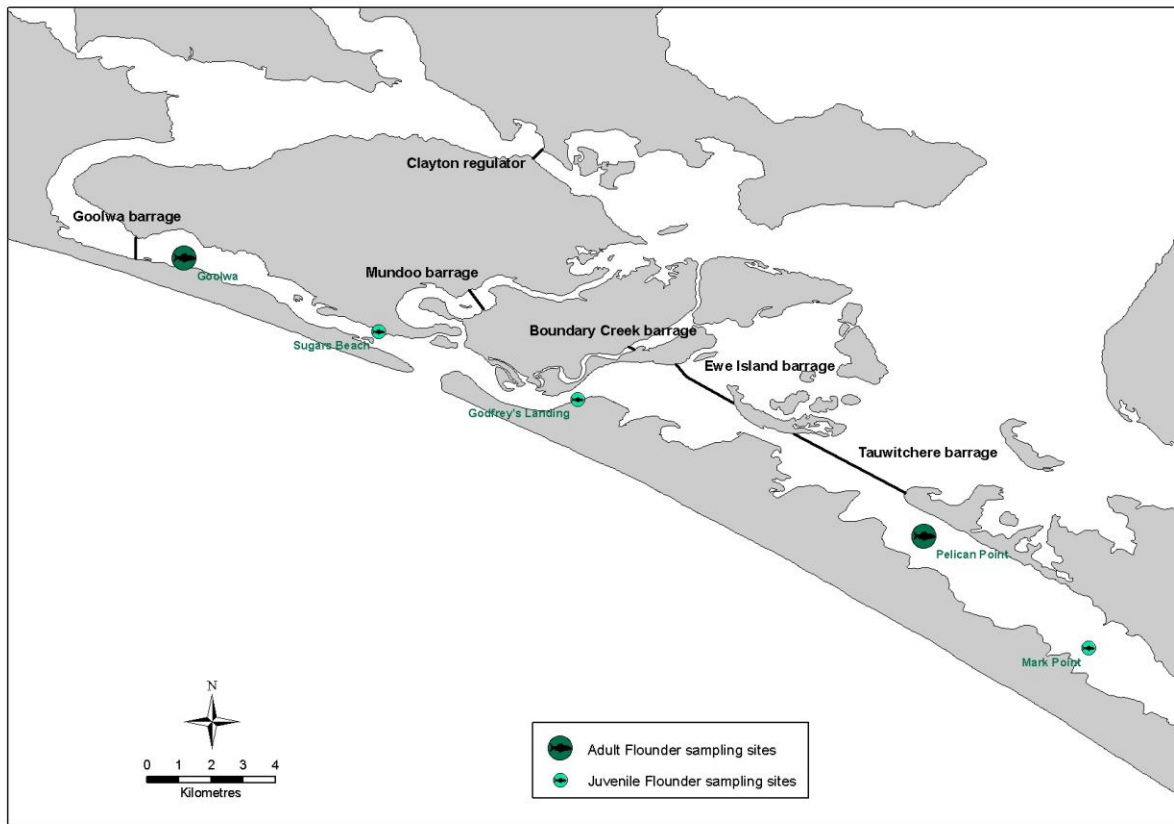 Clayton regulator
Goolwa barrage
Goolwa
Mundoo barrage
Sugars Beach
Boundary Creek barrage
Ewe Island barrage
Godfrey's Landing
Tauwitchere barrage
Pelican Point
Mark Point
N
0 1 2 3 4
Kilometres
Adult Flounder sampling sites
Juvenile Flounder sampling sites